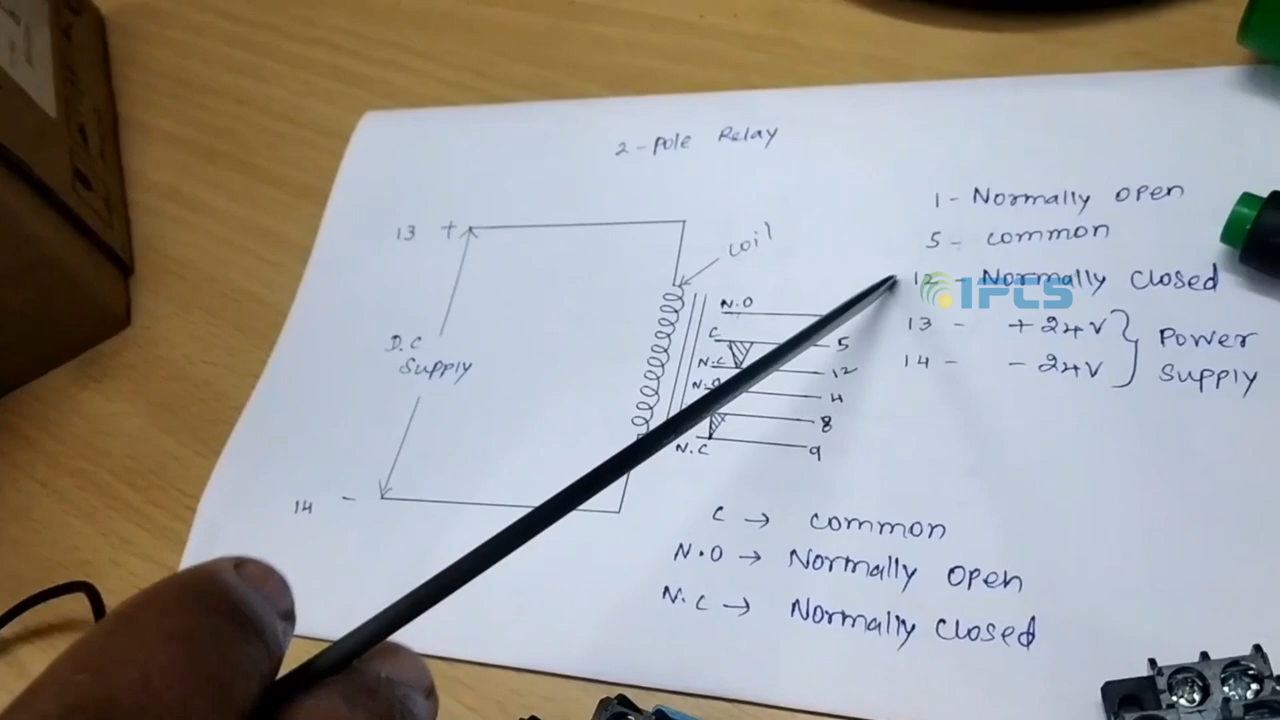 2-Pole Relay
13 +
coil
D.C
Supply
14 -
N.O
C
5
N.C
12
N.O
4
8
N.C
9
1 - Normally open
5 - common
12 - Normally Closed
IPCS
13 - +24V
14 - -24V
Power
Supply
C → common
N.O → Normally open
N.C → Normally closed